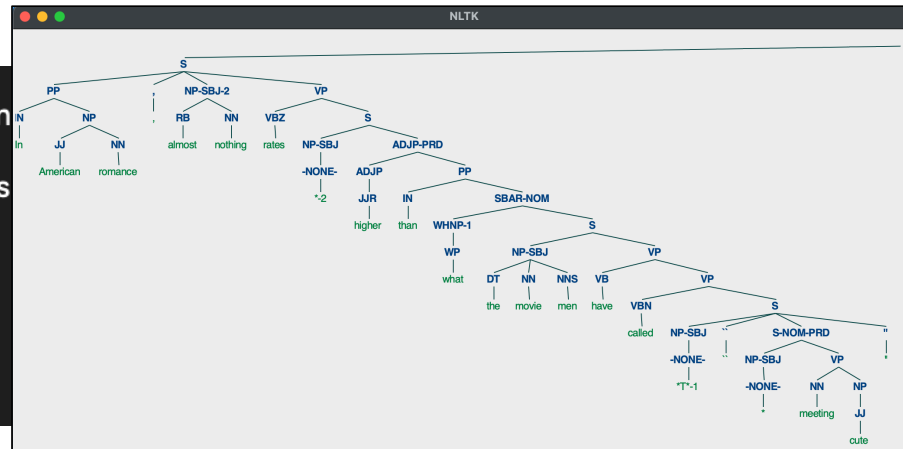 NLTK
S
PP , NP-SBJ-2 VP
IN NP , RB NN VBZ S
In JJ NN almost nothing rates NP-SBJ ADJP-PRD
American romance -NONE- ADJP PP
*-2 JJR IN SBAR-NOM
higher than WHNP-1 S
WP NP-SBJ VP
what DT NN NNS VB VP
the movie men have VBN S
called NP-SBJ `` S-NOM-PRD "
-NONE- `` NP-SBJ VP "
*T*-1 -NONE- NN NP
* meeting JJ
cute
n
s